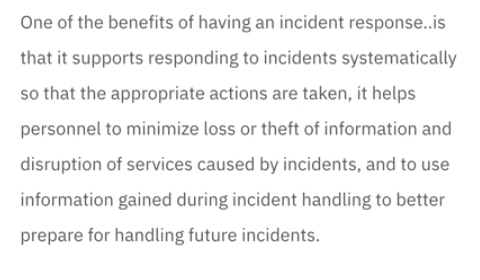 One of the benefits of having an incident response..is
that it supports responding to incidents systematically
so that the appropriate actions are taken, it helps
personnel to minimize loss or theft of information and
disruption of services caused by incidents, and to use
information gained during incident handling to better
prepare for handling future incidents.